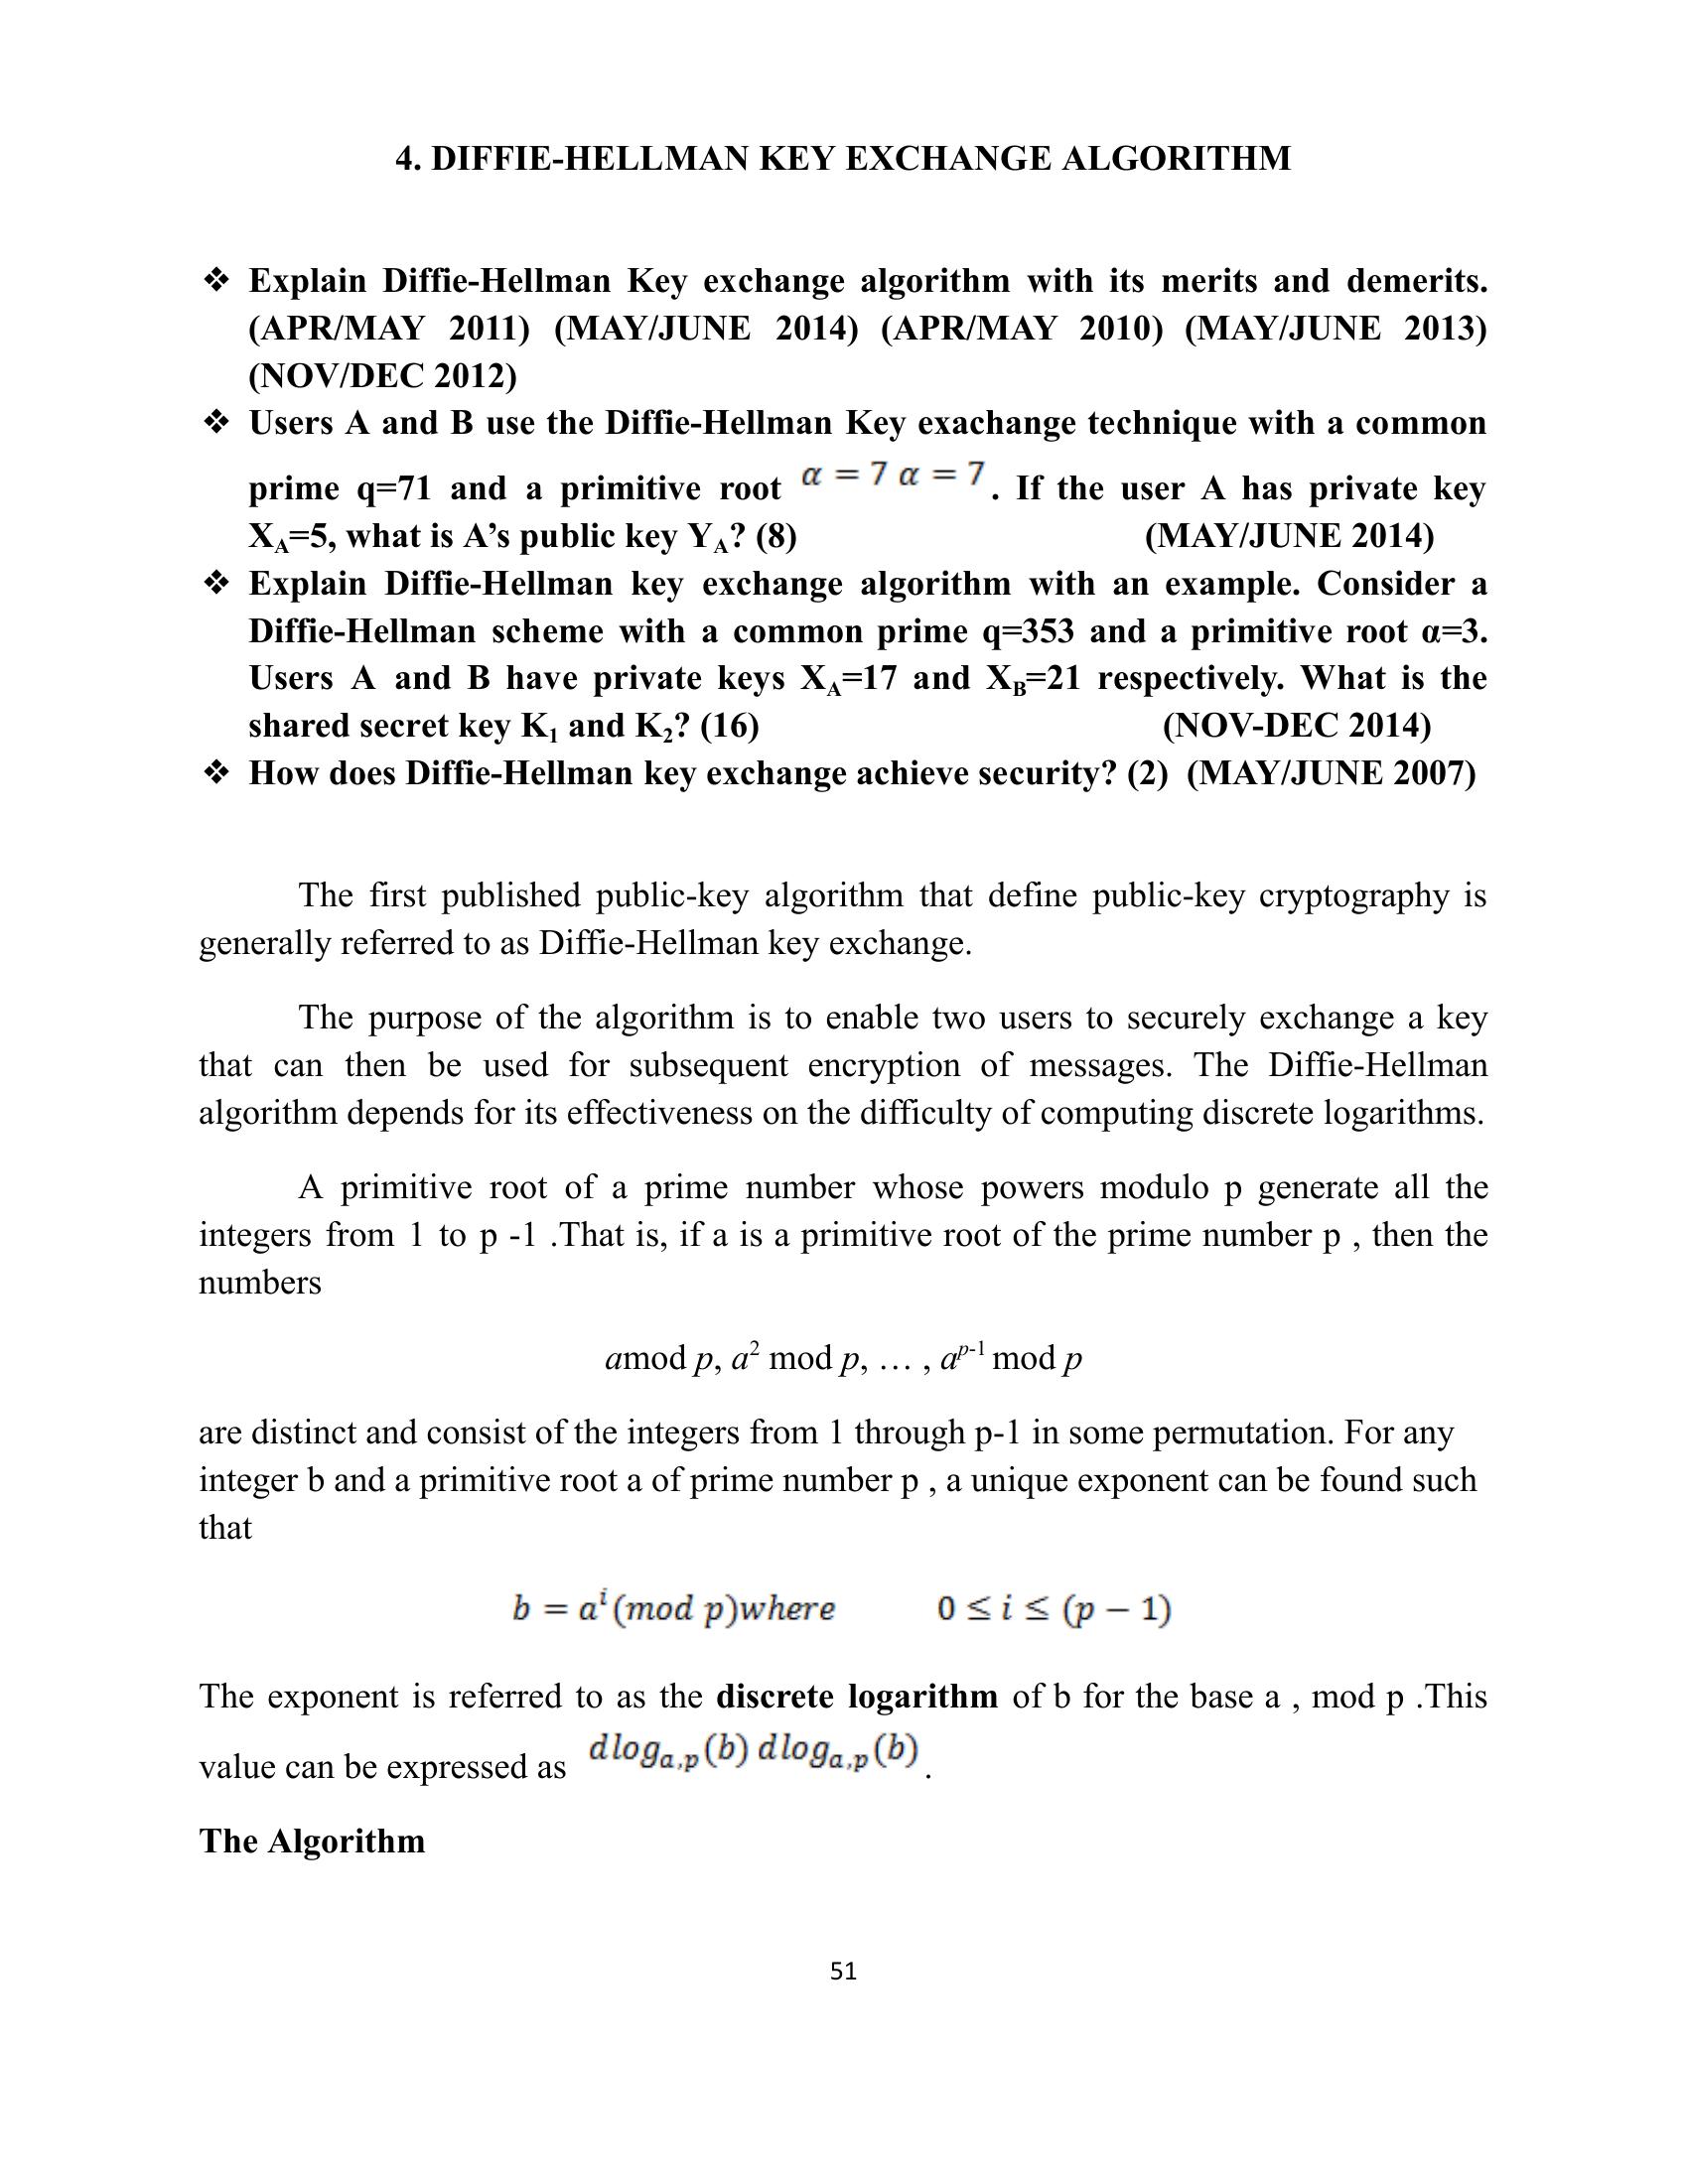 4. DIFFIE-HELLMAN KEY EXCHANGE ALGORITHM
❖ Explain Diffie-Hellman Key exchange algorithm with its merits and demerits.
(APR/MAY 2011) (MAY/JUNE 2014) (APR/MAY 2010) (MAY/JUNE 2013)
(NOV/DEC 2012)
❖ Users A and B use the Diffie-Hellman Key exachange technique with a common
prime q=71 and a primitive root α = 7 α = 7. If the user A has private key
X_A=5, what is A’s public key Y_A? (8) (MAY/JUNE 2014)
❖ Explain Diffie-Hellman key exchange algorithm with an example. Consider a
Diffie-Hellman scheme with a common prime q=353 and a primitive root α=3.
Users A and B have private keys X_A=17 and X_B=21 respectively. What is the
shared secret key K₁ and K₂? (16) (NOV-DEC 2014)
❖ How does Diffie-Hellman key exchange achieve security? (2) (MAY/JUNE 2007)
The first published public-key algorithm that define public-key cryptography is
generally referred to as Diffie-Hellman key exchange.
The purpose of the algorithm is to enable two users to securely exchange a key
that can then be used for subsequent encryption of messages. The Diffie-Hellman
algorithm depends for its effectiveness on the difficulty of computing discrete logarithms.
A primitive root of a prime number whose powers modulo p generate all the
integers from 1 to p -1 .That is, if a is a primitive root of the prime number p , then the
numbers
amod p, a² mod p, … , a^{p-1} mod p
are distinct and consist of the integers from 1 through p-1 in some permutation. For any
integer b and a primitive root a of prime number p , a unique exponent can be found such
that
b = a^i (mod p)where 0 ≤ i ≤ (p − 1)
The exponent is referred to as the discrete logarithm of b for the base a , mod p .This
value can be expressed as dlog_{a,p}(b) dlog_{a,p}(b) .
The Algorithm
51